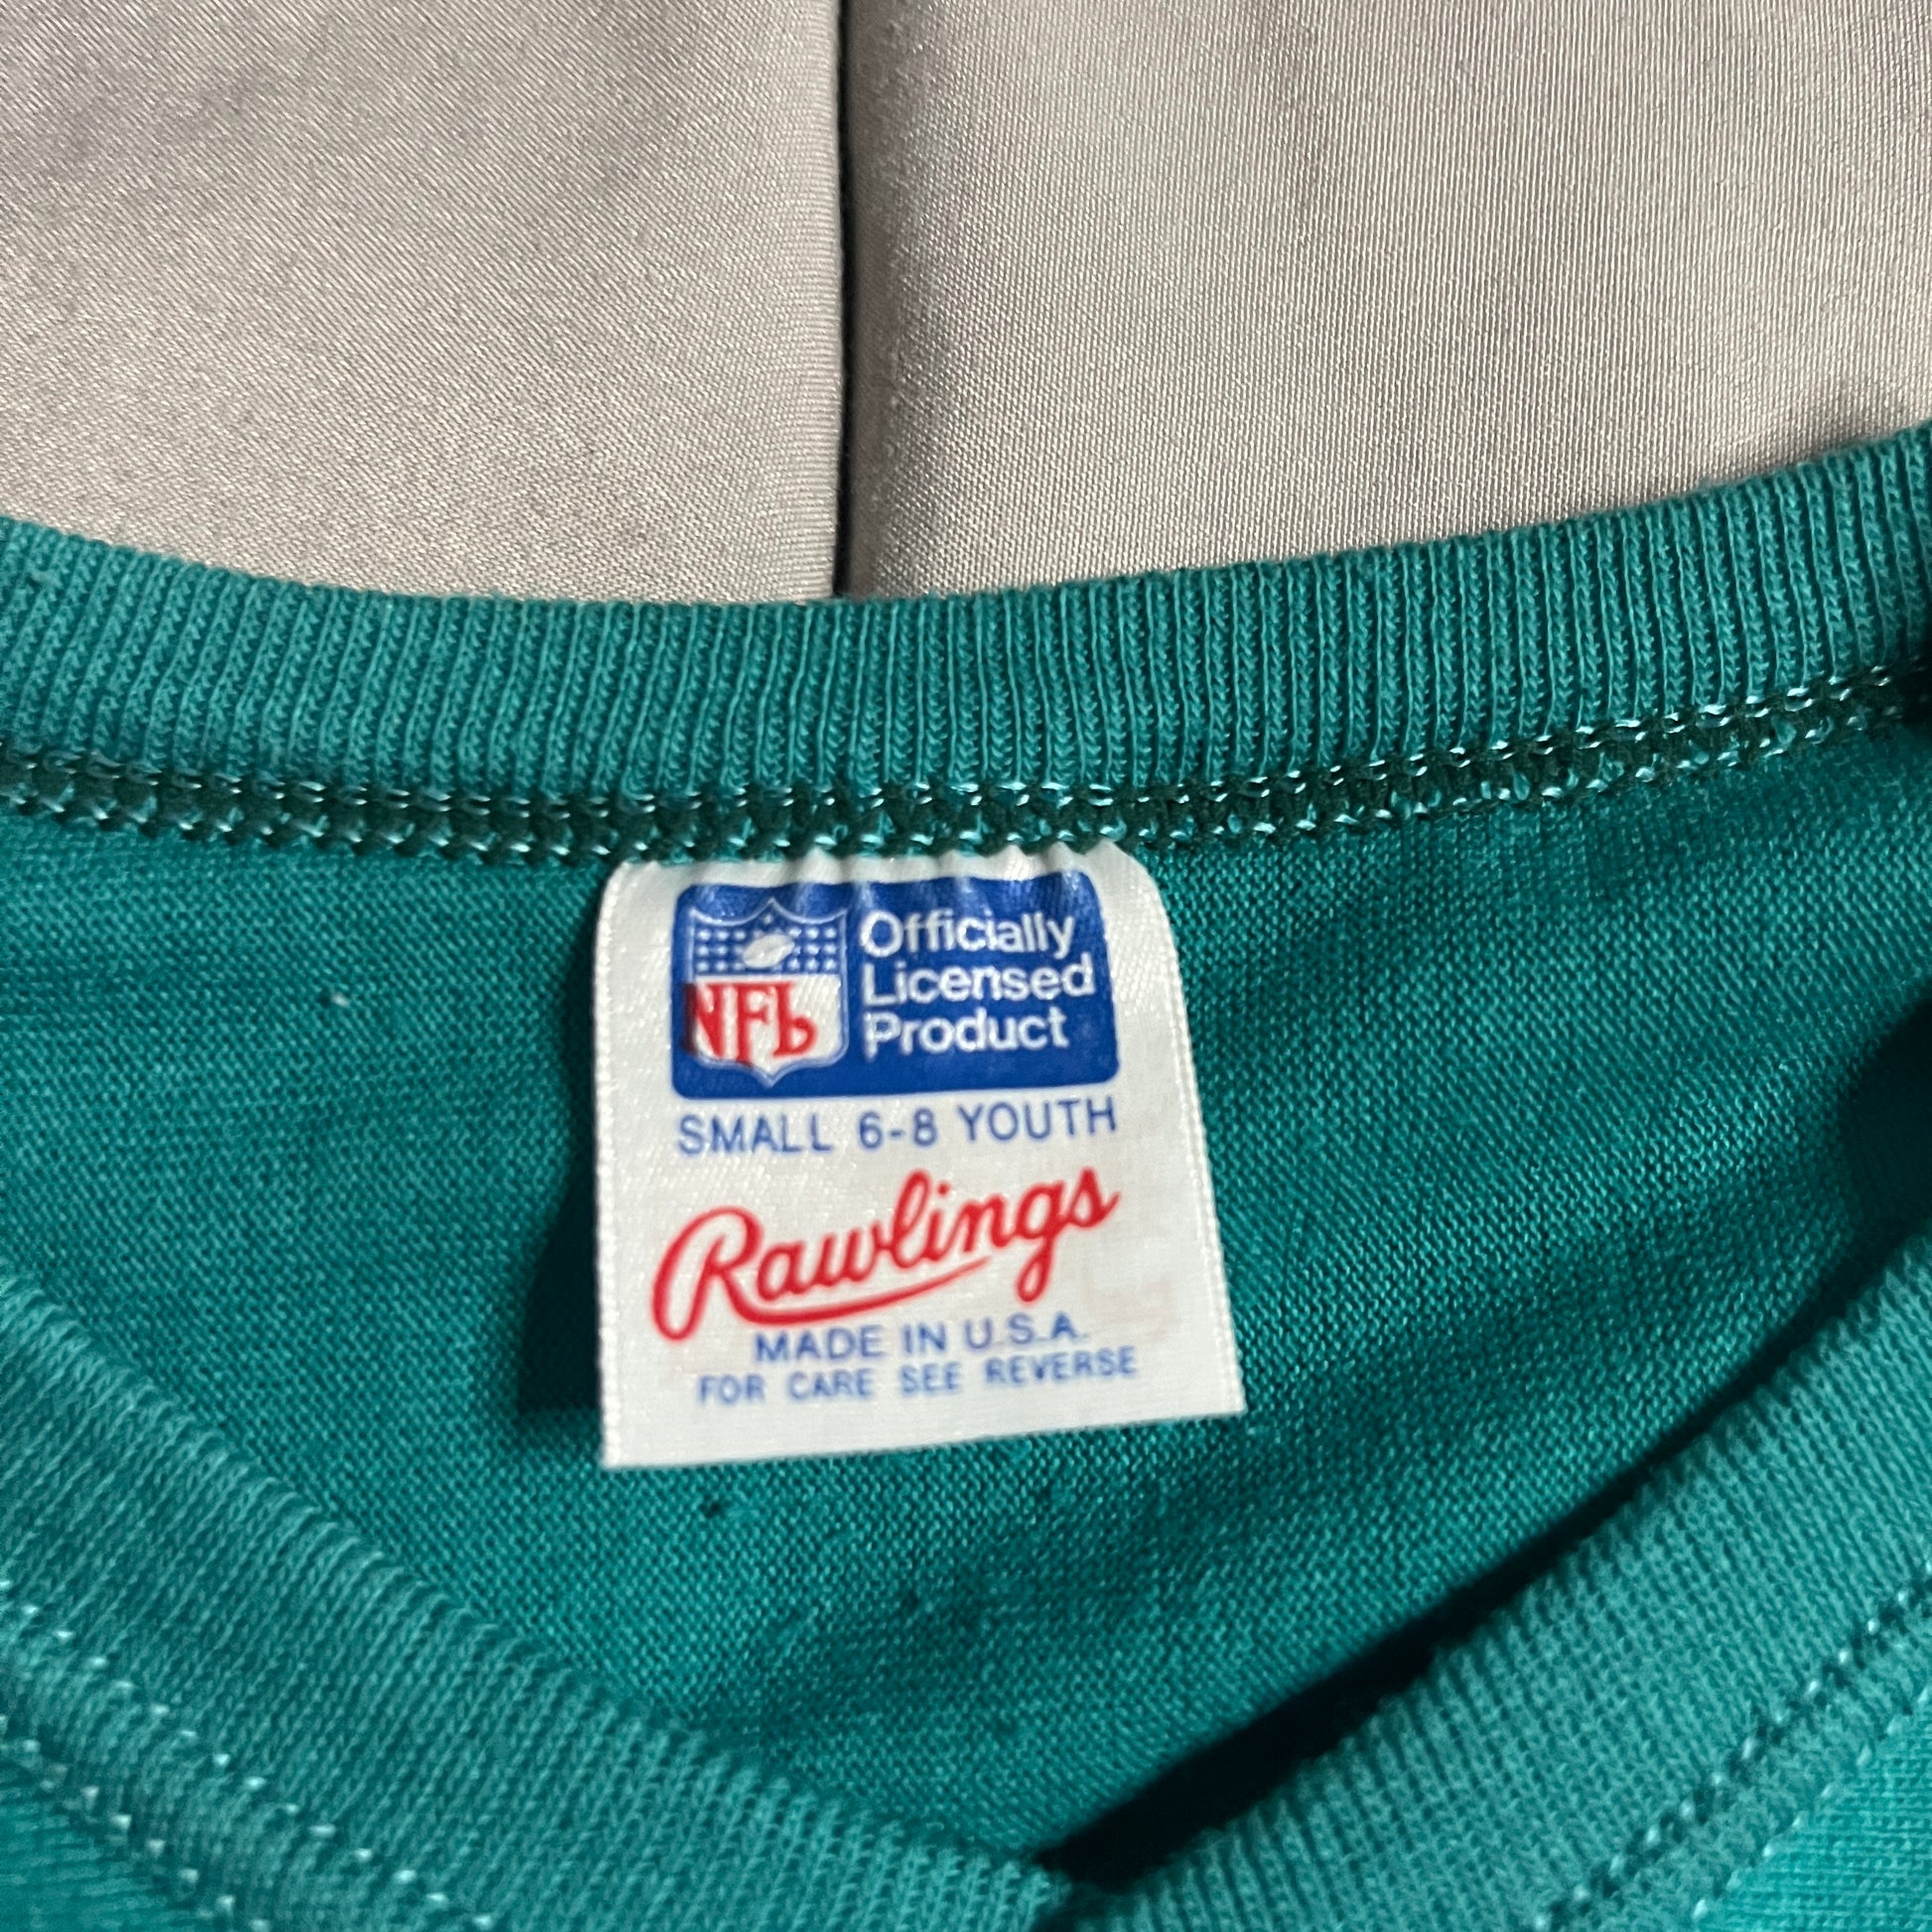 NFL
Officially
Licensed
Product
SMALL 6-8 YOUTH
Rawlings
MADE IN U.S.A.
FOR CARE SEE REVERSE